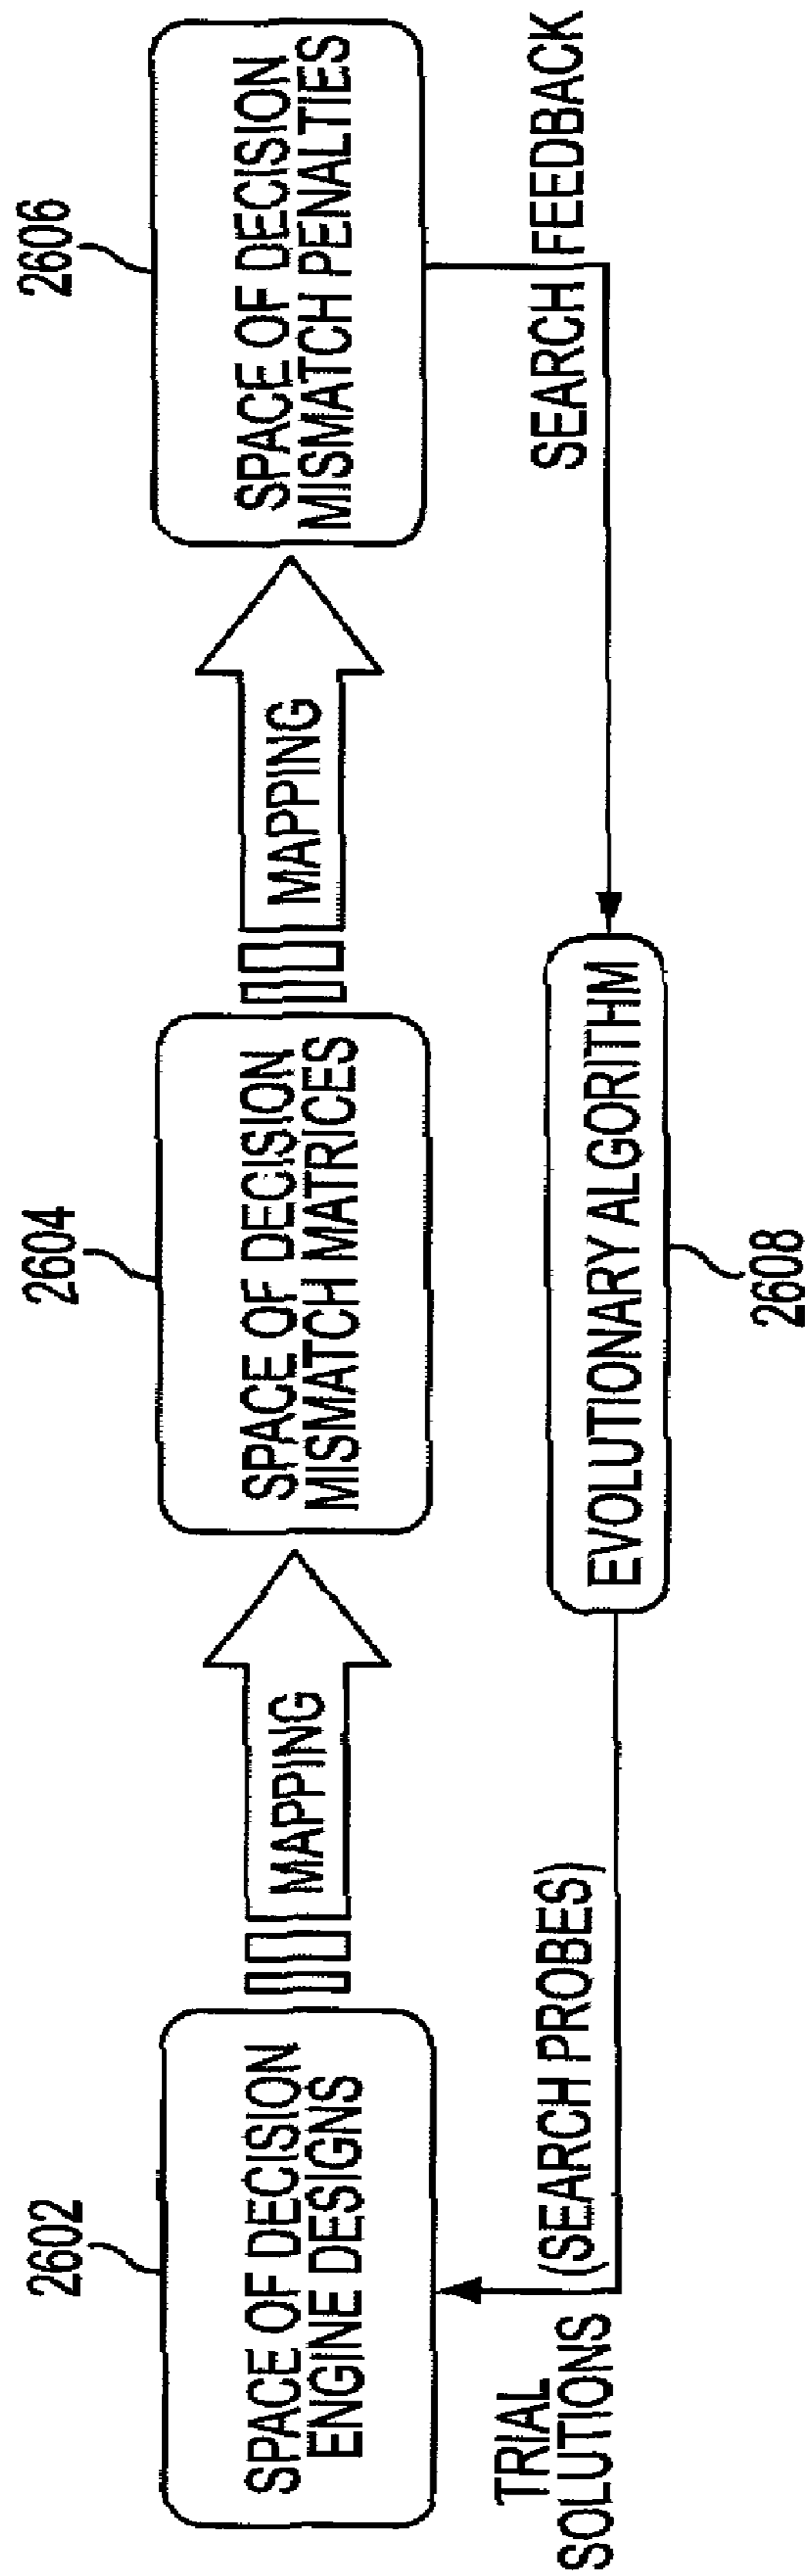 2602
SPACE OF DECISION
ENGINE DESIGNS
MAPPING
2604
SPACE OF DECISION
MISMATCH MATRICES
MAPPING
2606
SPACE OF DECISION
MISMATCH PENALTIES
TRIAL
SOLUTIONS
(SEARCH PROBES)
EVOLUTIONARY ALGORITHM
2608
SEARCH FEEDBACK